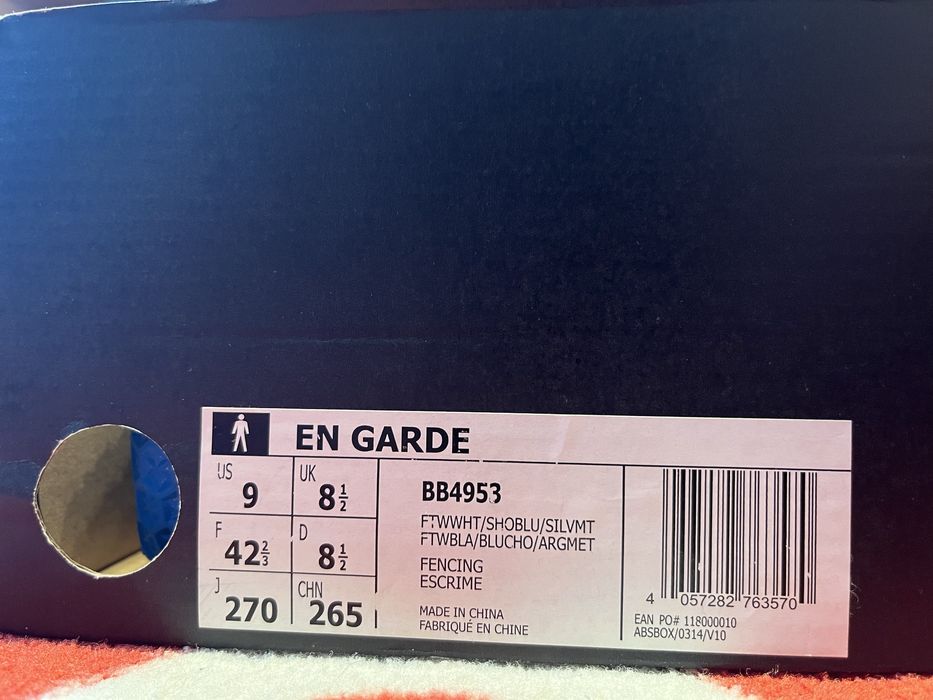 EN GARDE
US 9
UK 8 1/2
F 42 2/3
D 8 1/2
J 270
CHN 265
BB4953
FTWWHT/SHOBLU/SILVMT
FTWBLA/BLUCHO/ARGMET
FENCING
ESCRIME
MADE IN CHINA
FABRIQUÉ EN CHINE
4 057282 763570
EAN PO# 118000010
ABSBOX/0314/V10